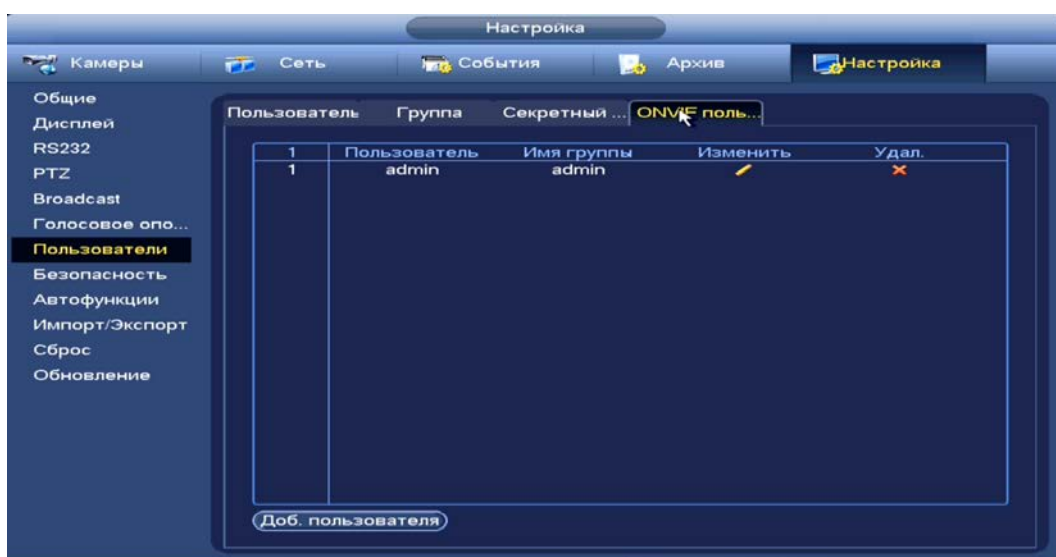 Настройка
Камеры Сеть События Архив Настройка
Общие
Дисплей
RS232
PTZ
Broadcast
Голосовое опо...
Пользователи
Безопасность
Автофункции
Импорт/Экспорт
Сброс
Обновление
Пользователь Группа Секретный ... ONVIF поль...
1 Пользователь Имя группы Изменить Удал.
1 admin admin
Доб. пользователя